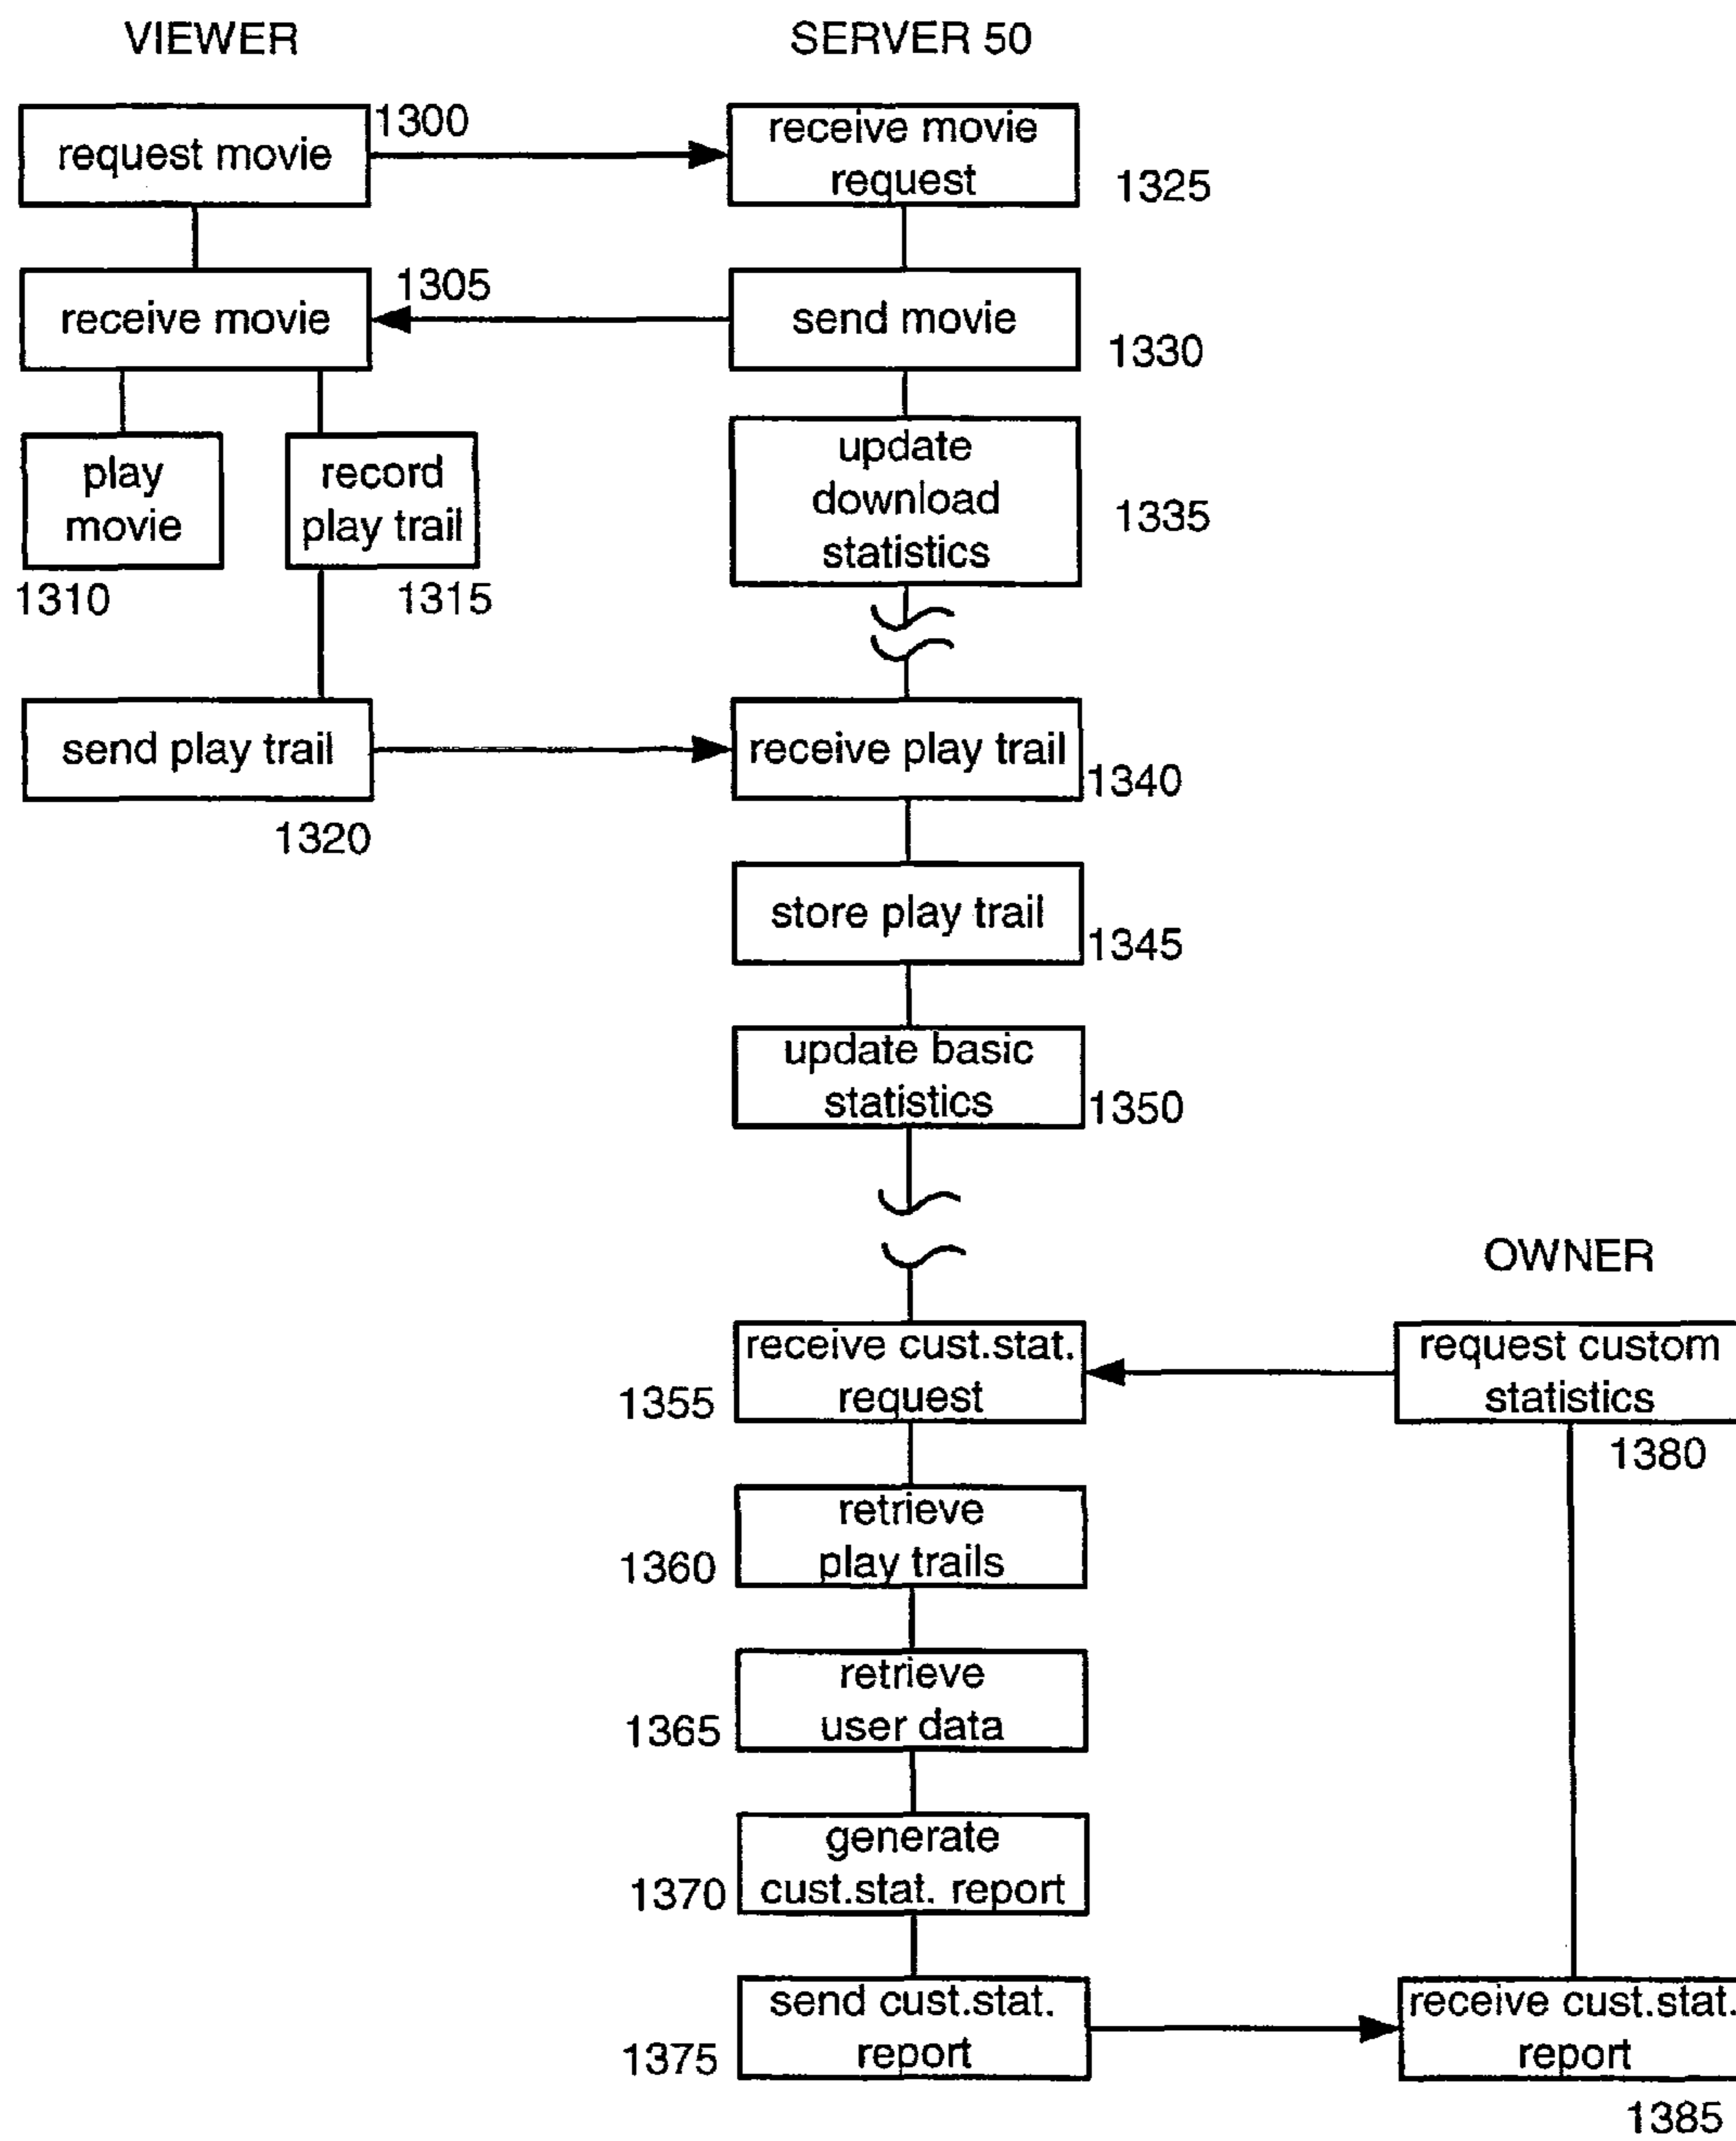 VIEWER
SERVER 50
request movie
1300
receive movie
request
1325
receive movie
1305
send movie
1330
play
movie
1310
record
play trail
1315
update
download
statistics
1335
send play trail
1320
receive play trail
1340
store play trail
1345
update basic
statistics
1350
OWNER
receive cust.stat.
request
1355
request custom
statistics
1380
retrieve
play trails
1360
retrieve
user data
1365
generate
cust.stat. report
1370
send cust.stat.
report
1375
receive cust.stat.
report
1385